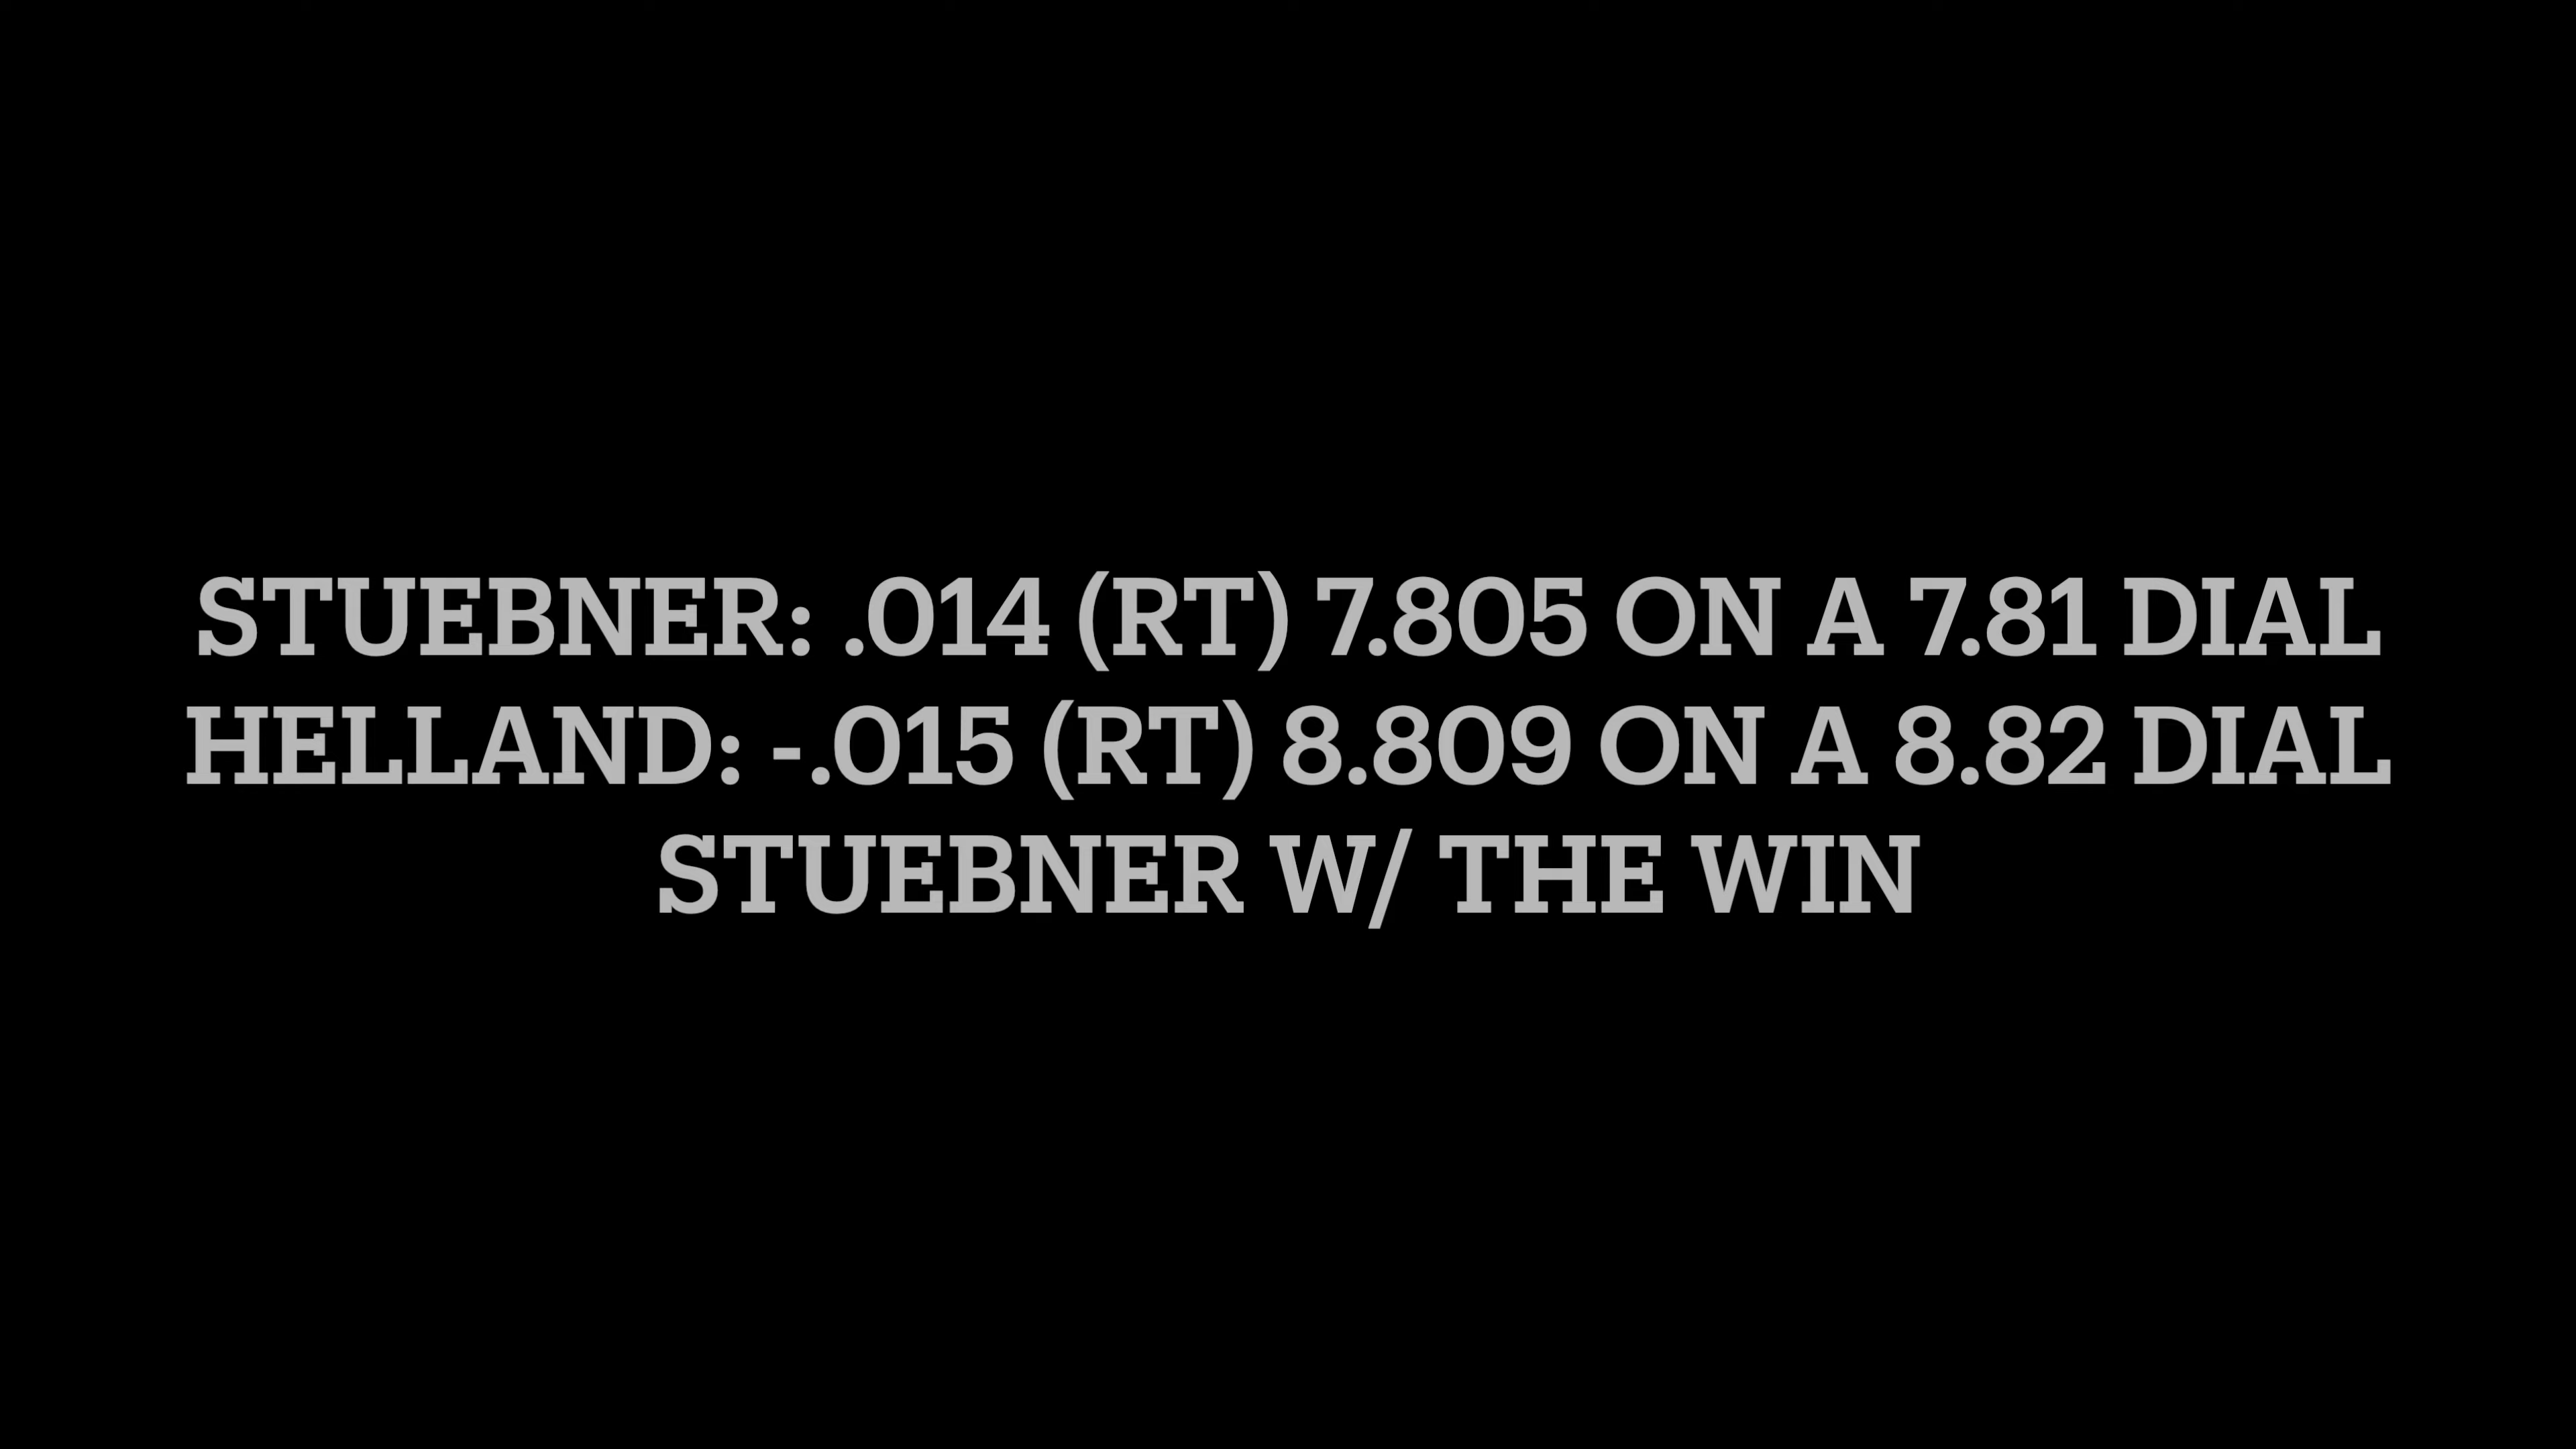 STUEBNER: .014 (RT) 7.805 ON A 7.81 DIAL
HELLAND: -.015 (RT) 8.809 ON A 8.82 DIAL
STUEBNER W/ THE WIN